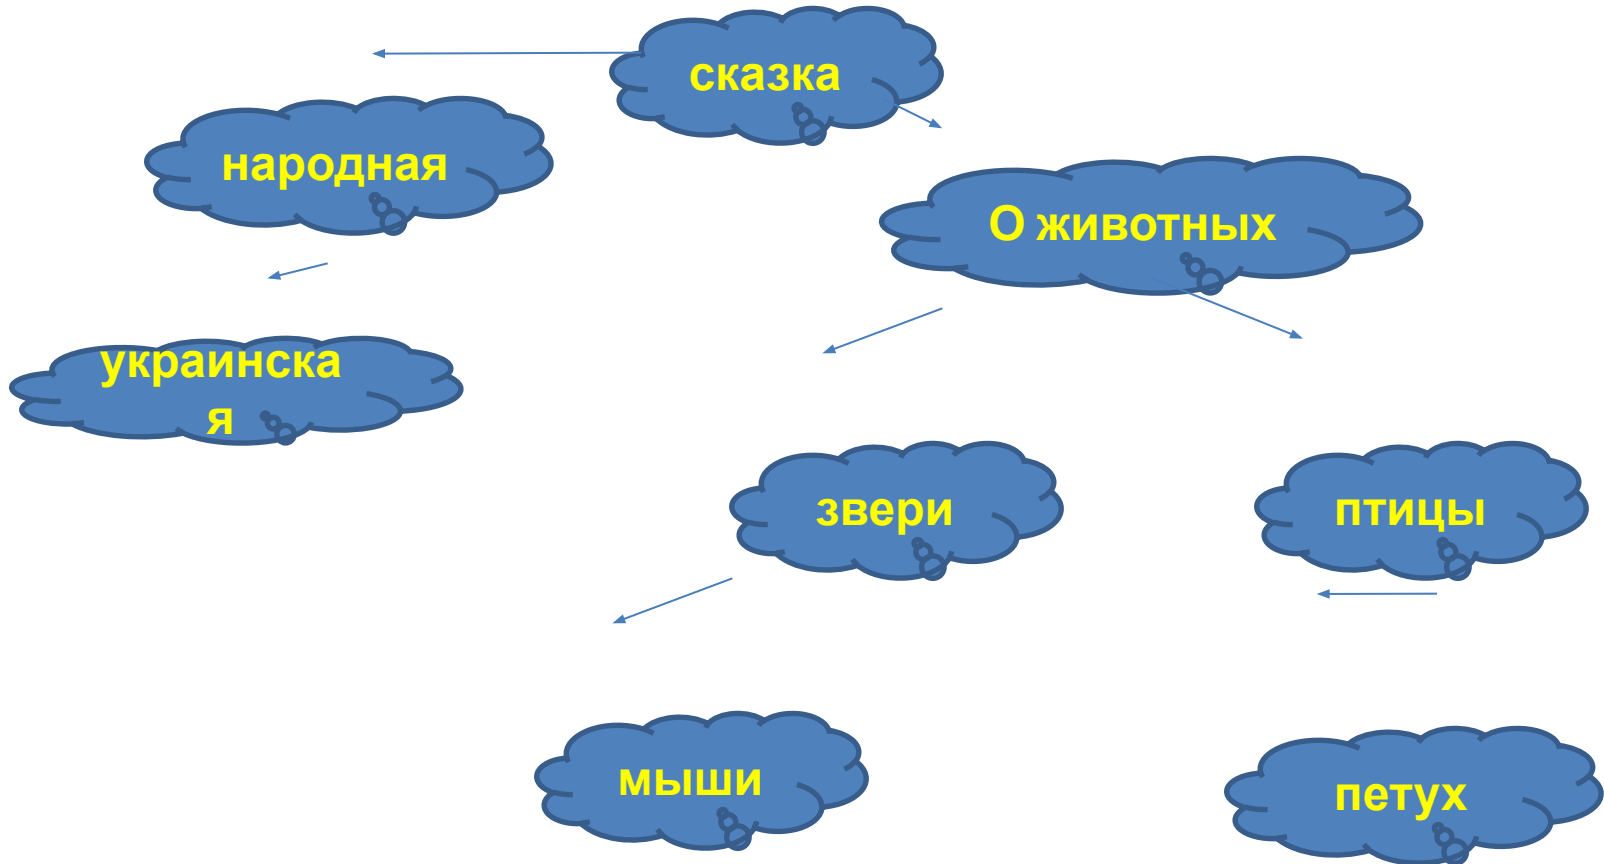 сказка
народная
О животных
украинска
я
звери
птицы
мыши
петух